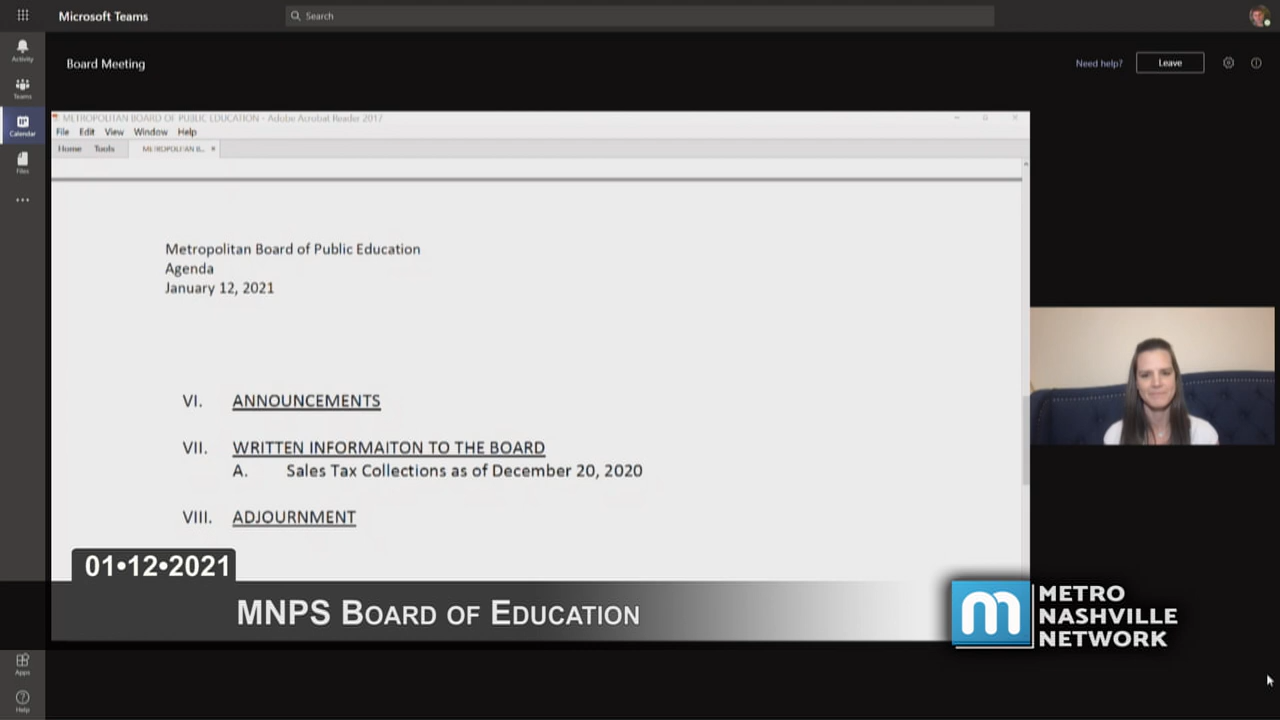 Microsoft Teams
Search
Activity
Board Meeting
Need help?
Leave
Teams
METROPOLITAN BOARD OF PUBLIC EDUCATION - Adobe Acrobat Reader 2017
Calendar
File Edit View Window Help
Home Tools METROPOLITAN B...
Files
Metropolitan Board of Public Education
Agenda
January 12, 2021
VI. ANNOUNCEMENTS
VII. WRITTEN INFORMAITON TO THE BOARD
A. Sales Tax Collections as of December 20, 2020
VIII. ADJOURNMENT
01•12•2021
MNPS BOARD OF EDUCATION
m METRO
NASHVILLE
NETWORK
Apps
Help